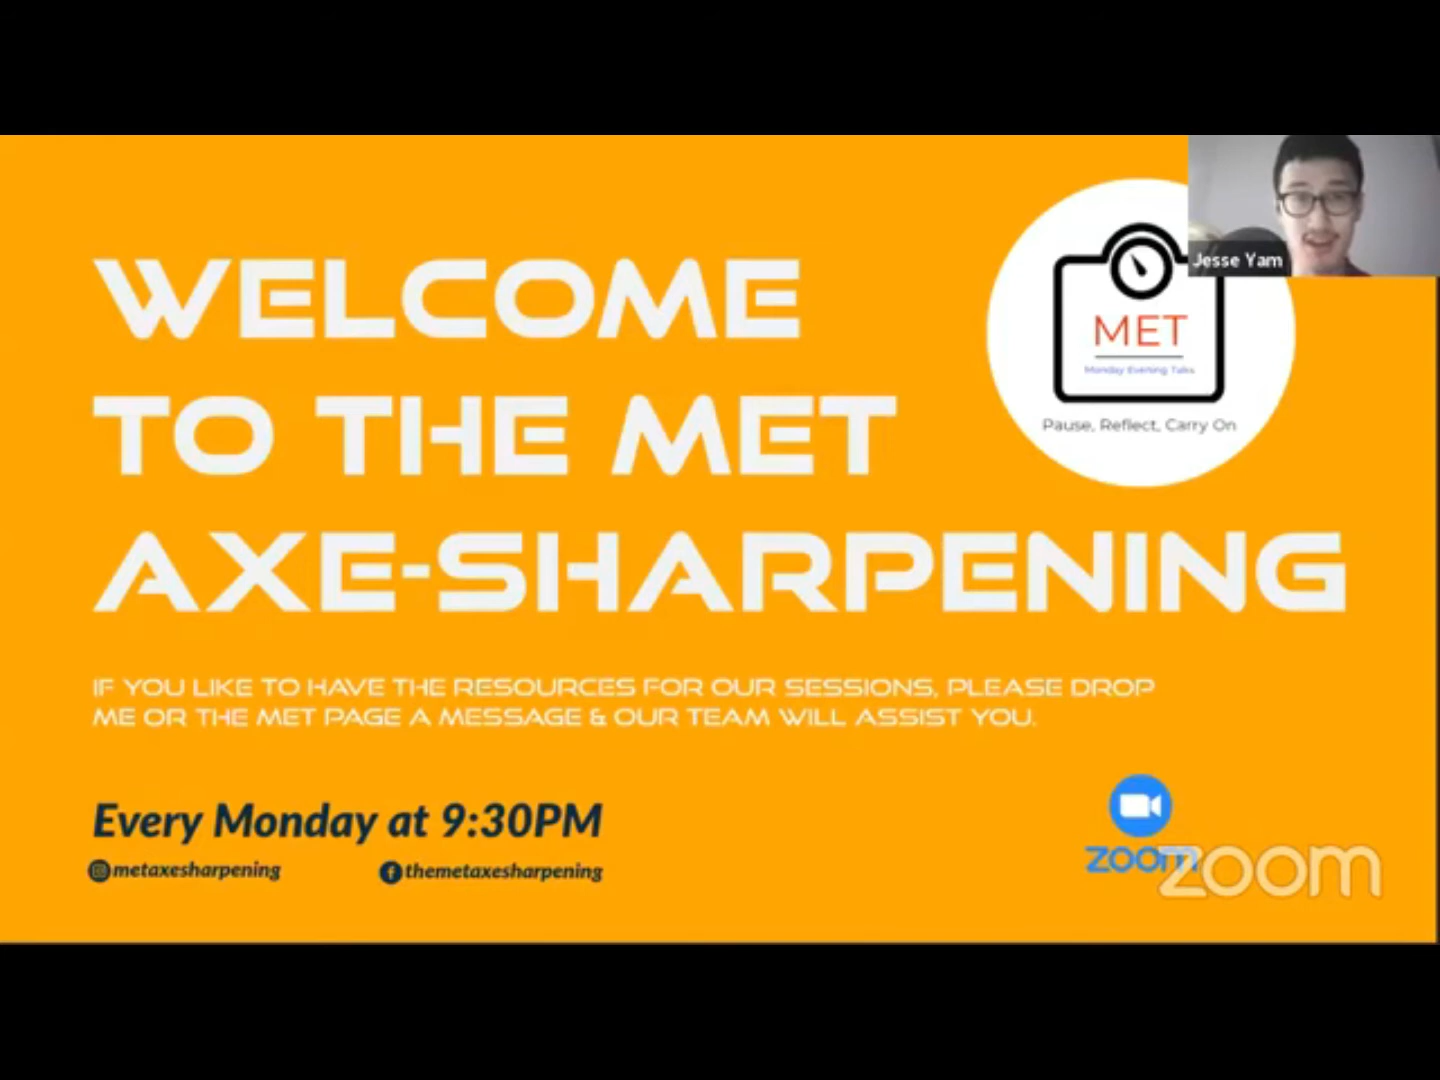 WELCOME
TO THE MET
AXE-SHARPENING
IF YOU LIKE TO HAVE THE RESOURCES FOR OUR SESSIONS, PLEASE DROP
ME OR THE MET PAGE A MESSAGE & OUR TEAM WILL ASSIST YOU.
Every Monday at 9:30PM
metaxesharpening
themetaxesharpening
Jesse Yam
MET
Monday Evening Talks
Pause, Reflect, Carry On
zoom
zoom